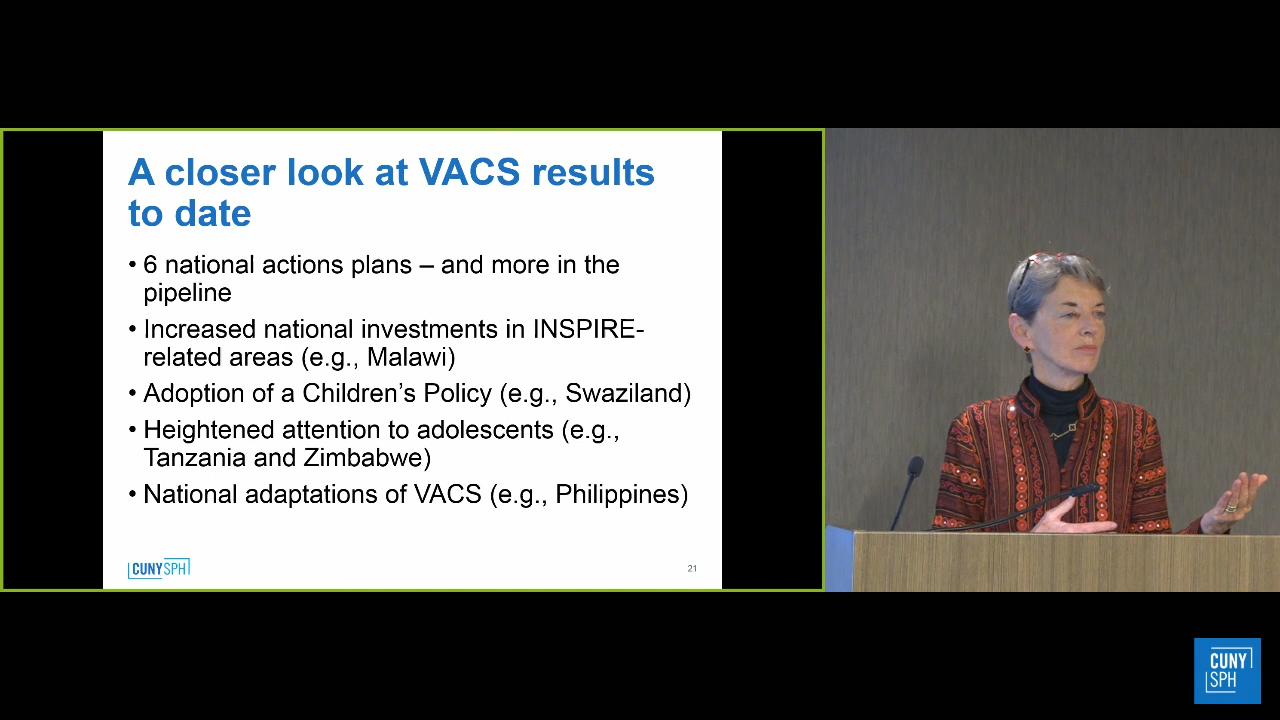 A closer look at VACS results
to date
• 6 national actions plans – and more in the
pipeline
• Increased national investments in INSPIRE-
related areas (e.g., Malawi)
• Adoption of a Children’s Policy (e.g., Swaziland)
• Heightened attention to adolescents (e.g.,
Tanzania and Zimbabwe)
• National adaptations of VACS (e.g., Philippines)
CUNY SPH
21
CUNY
SPH